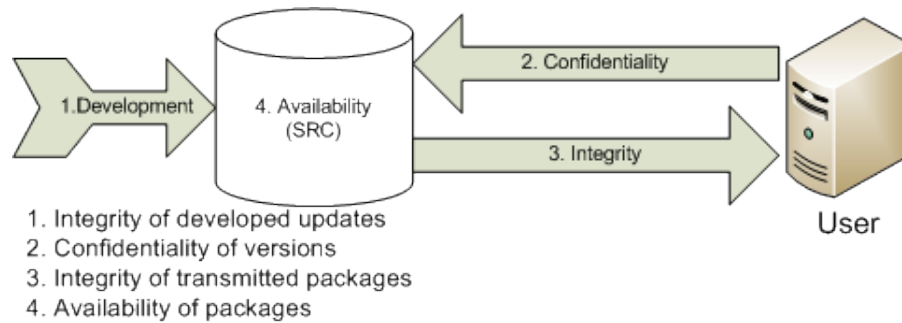 1.Development
4. Availability
(SRC)
2. Confidentiality
3. Integrity
User
1. Integrity of developed updates
2. Confidentiality of versions
3. Integrity of transmitted packages
4. Availability of packages